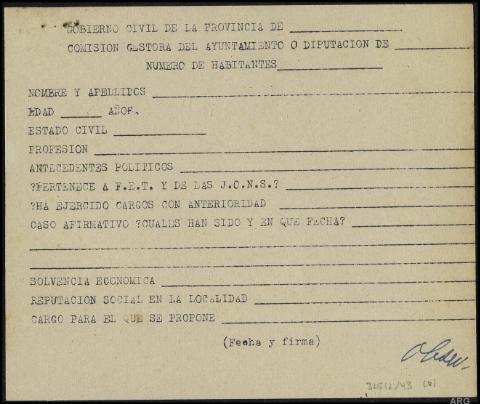 GOBIERNO CIVIL DE LA PROVINCIA DE
COMISION GESTORA DEL AYUNTAMIENTO O DIPUTACION DE
NUMERO DE HABITANTES
NOMBRE Y APELLIDOS
EDAD AÑOS.
ESTADO CIVIL
PROFESION
ANTECEDENTES POLITICOS
?PERTENECE A F.E.T. Y DE LAS J.O.N.S.?
?HA EJERCIDO CARGOS CON ANTERIORIDAD
CASO AFIRMATIVO ?CUALES HAN SIDO Y EN QUE FECHA?
SOLVENCIA ECONOMICA
REPUTACION SOCIAL EN LA LOCALIDAD
CARGO PARA EL QUE SE PROPONE
(Fecha y firma)
ARG